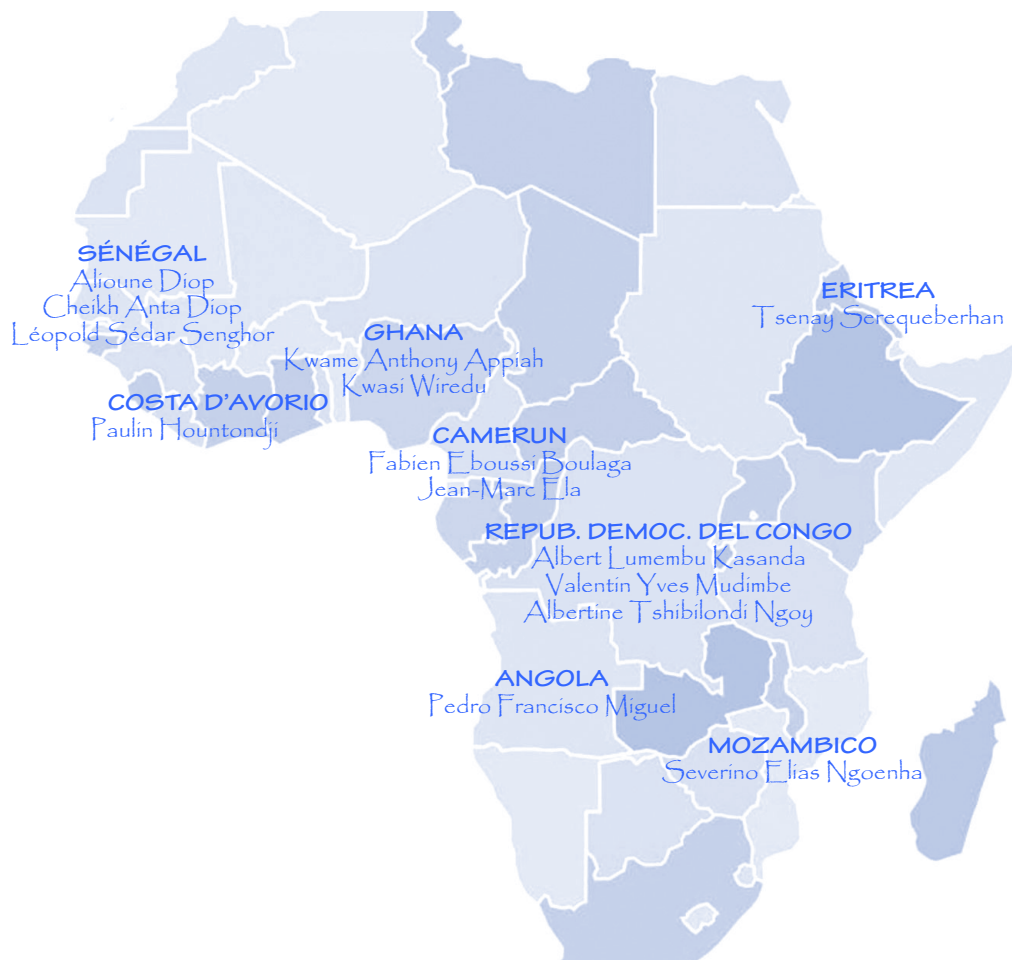 SÉNÉGAL
Alioune Diop
Cheikh Anta Diop
Léopold Sédar Senghor
ERITREA
Tsenay Serequeberhan
GHANA
Kwame Anthony Appiah
Kwasi Wiredu
COSTA D'AVORIO
Paulin Hountondji
CAMERUN
Fabien Eboussi Boulaga
Jean-Marc Ela
REPUB. DEMOC. DEL CONGO
Albert Lumembu Kasanda
Valentin Yves Mudimbe
Albertine Tshibilondi Ngoy
ANGOLA
Pedro Francisco Miguel
MOZAMBICO
Severino Elias Ngoenha